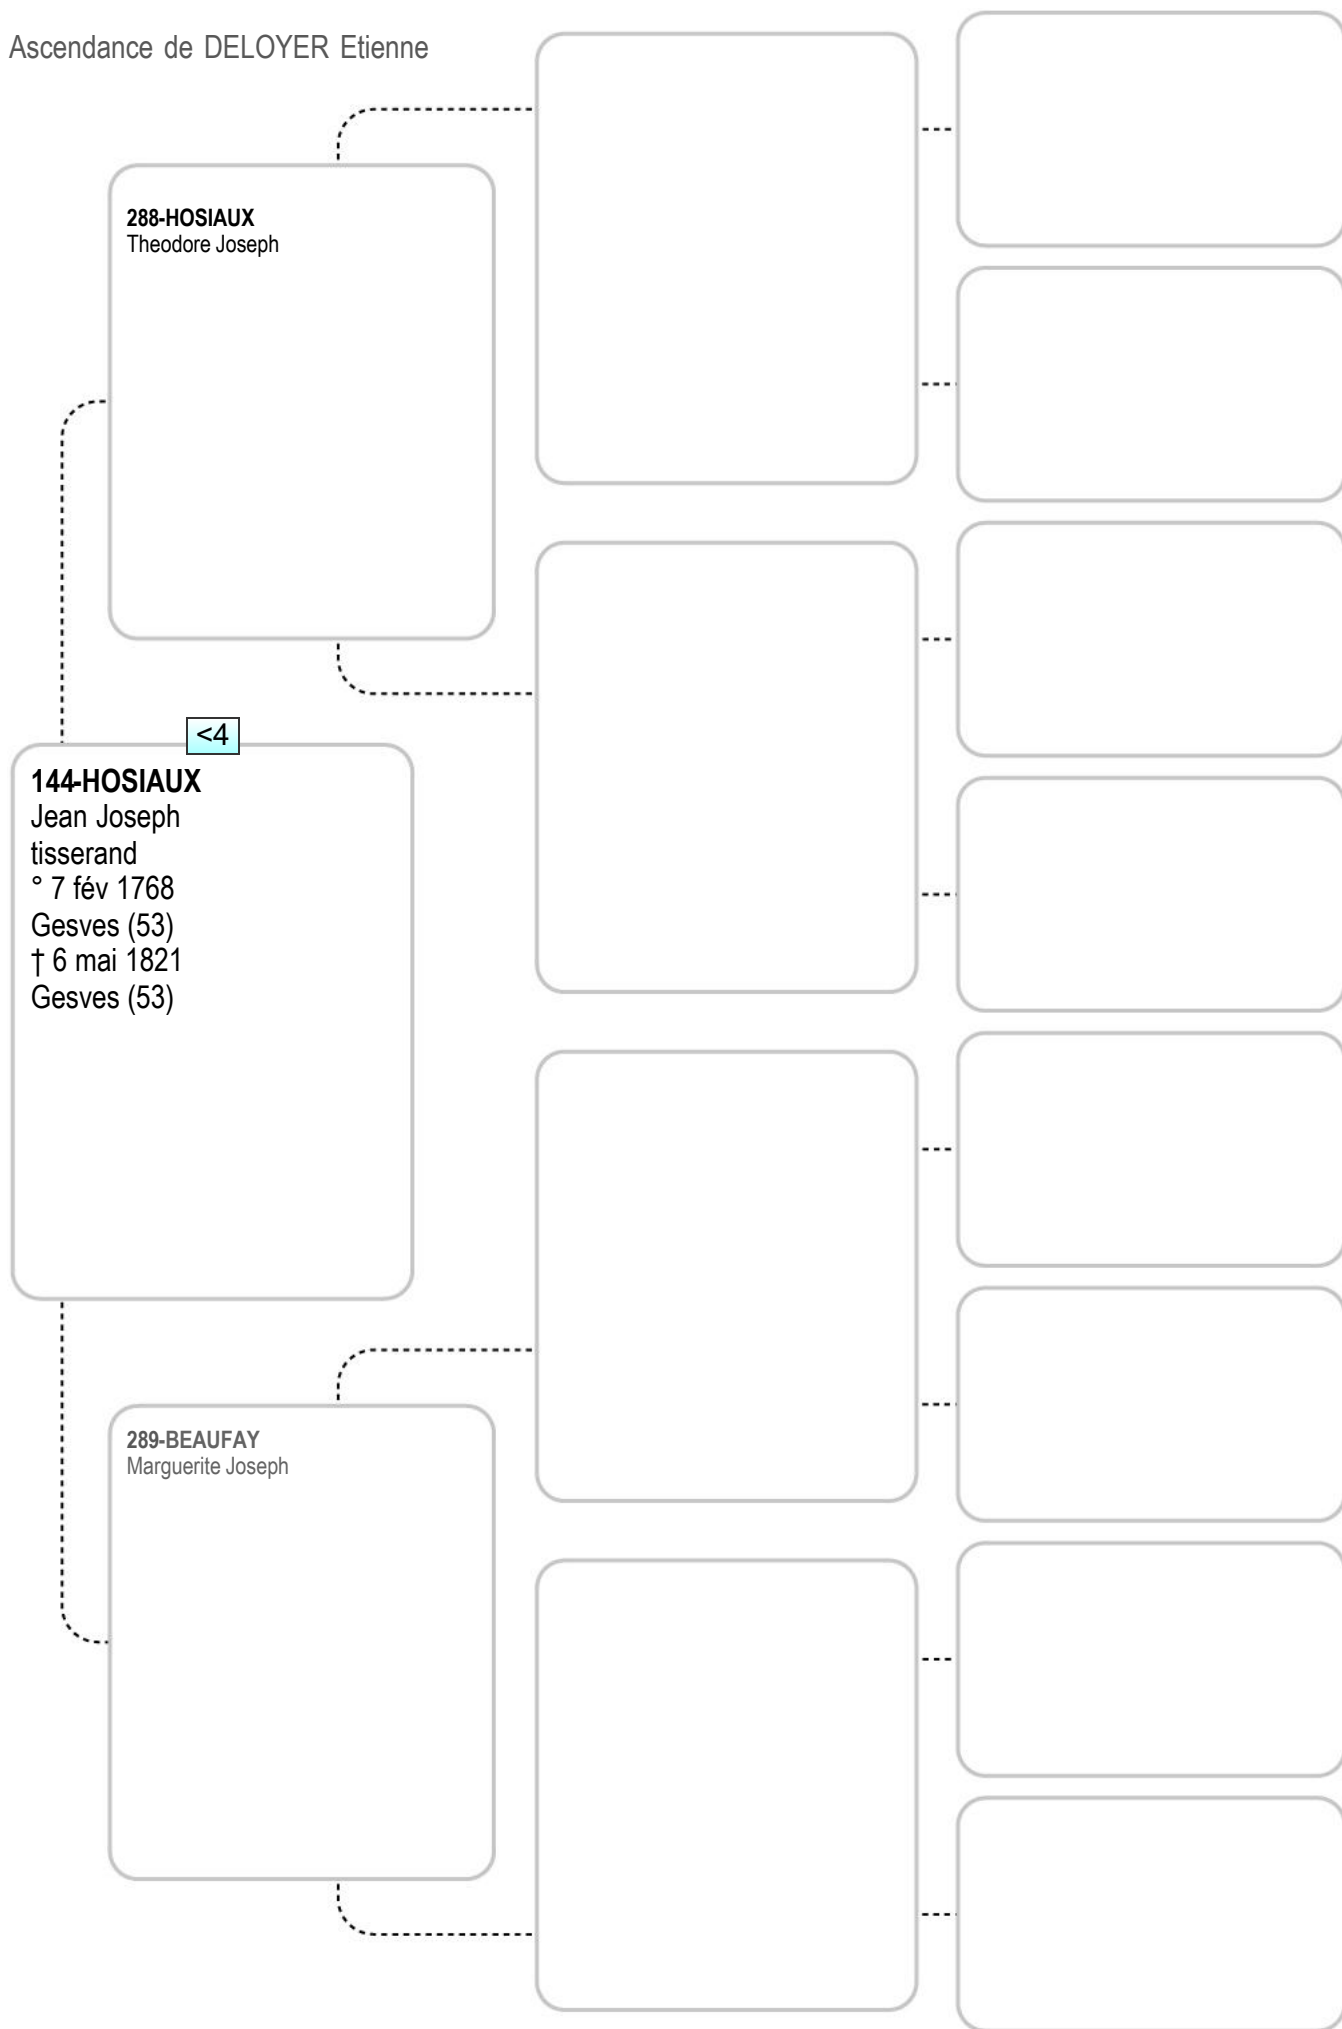 Ascendance de DELOYER Etienne
288-HOSIAUX
Theodore Joseph
<4
144-HOSIAUX
Jean Joseph
tisserand
° 7 fév 1768
Gesves (53)
† 6 mai 1821
Gesves (53)
289-BEAUFAY
Marguerite Joseph